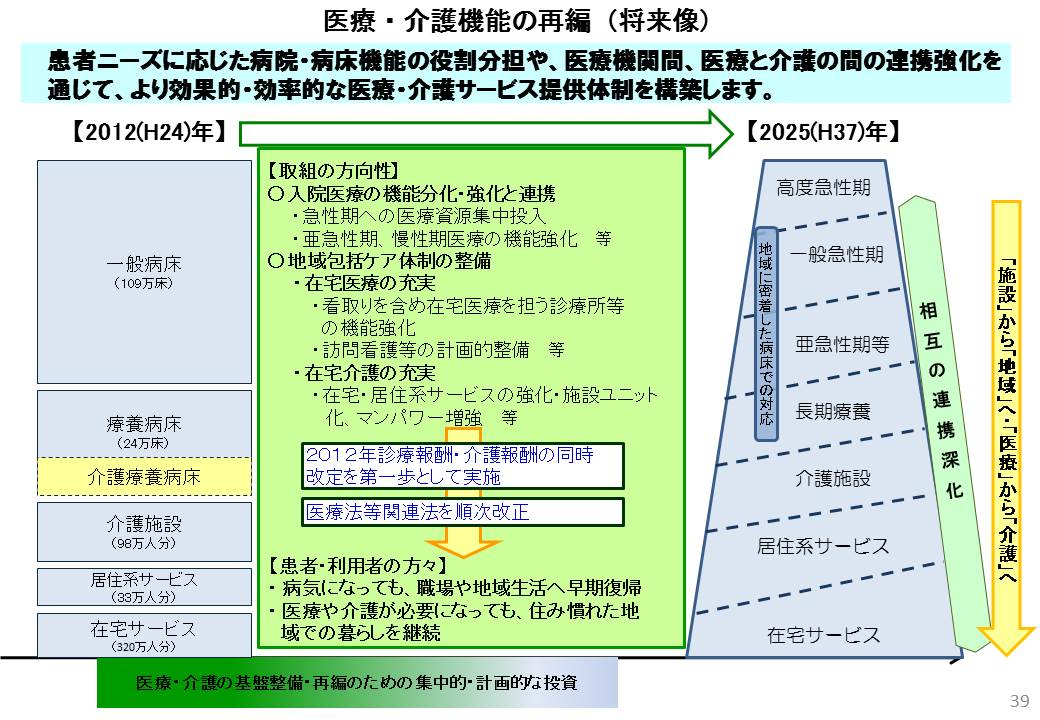 医療・介護機能の再編（将来像）
患者ニーズに応じた病院・病床機能の役割分担や、医療機関間、医療と介護の間の連携強化を
通じて、より効果的・効率的な医療・介護サービス提供体制を構築します。
【2012(H24)年】
【2025(H37)年】
一般病床
（109万床）
療養病床
（24万床）
介護療養病床
介護施設
（98万人分）
居住系サービス
（33万人分）
在宅サービス
（320万人分）
【取組の方向性】
〇入院医療の機能分化・強化と連携
・急性期への医療資源集中投入
・亜急性期、慢性期医療の機能強化　等
〇地域包括ケア体制の整備
・在宅医療の充実
・看取りを含め在宅医療を担う診療所等
の機能強化
・訪問看護等の計画的整備　等
・在宅介護の充実
・在宅・居住系サービスの強化・施設ユニット
化、マンパワー増強　等
２０１２年診療報酬・介護報酬の同時
改定を第一歩として実施
医療法等関連法を順次改正
【患者・利用者の方々】
・病気になっても、職場や地域生活へ早期復帰
・医療や介護が必要になっても、住み慣れた地
域での暮らしを継続
高度急性期
一般急性期
亜急性期等
長期療養
介護施設
居住系サービス
在宅サービス
地域に密着した病床での対応
相互の連携深化
「施設」から「地域」へ・「医療」から「介護」へ
医療・介護の基盤整備・再編のための集中的・計画的な投資
39